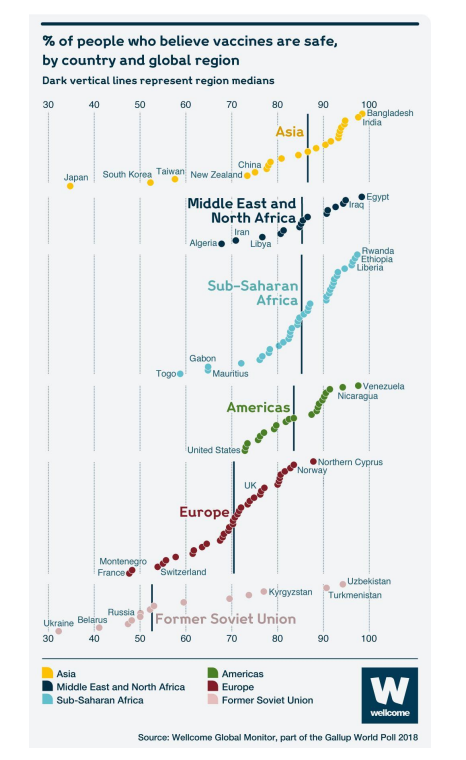 % of people who believe vaccines are safe,
by country and global region
Dark vertical lines represent region medians
30 40 50 60 70 80 90 100
Bangladesh
India
Asia
China
Taiwan
South Korea
New Zealand
Japan
Middle East and
North Africa
Egypt
Iraq
Iran
Algeria
Libya
Rwanda
Ethiopia
Liberia
Sub-Saharan
Africa
Gabon
Togo
Mauritius
Venezuela
Nicaragua
Americas
United States
Northern Cyprus
Norway
UK
Europe
Montenegro
France
Switzerland
Uzbekistan
Turkmenistan
Kyrgyzstan
Russia
Former Soviet Union
Belarus
Ukraine
30 40 50 60 70 80 90 100
Asia
Middle East and North Africa
Sub-Saharan Africa
Americas
Europe
Former Soviet Union
W
wellcome
Source: Wellcome Global Monitor, part of the Gallup World Poll 2018